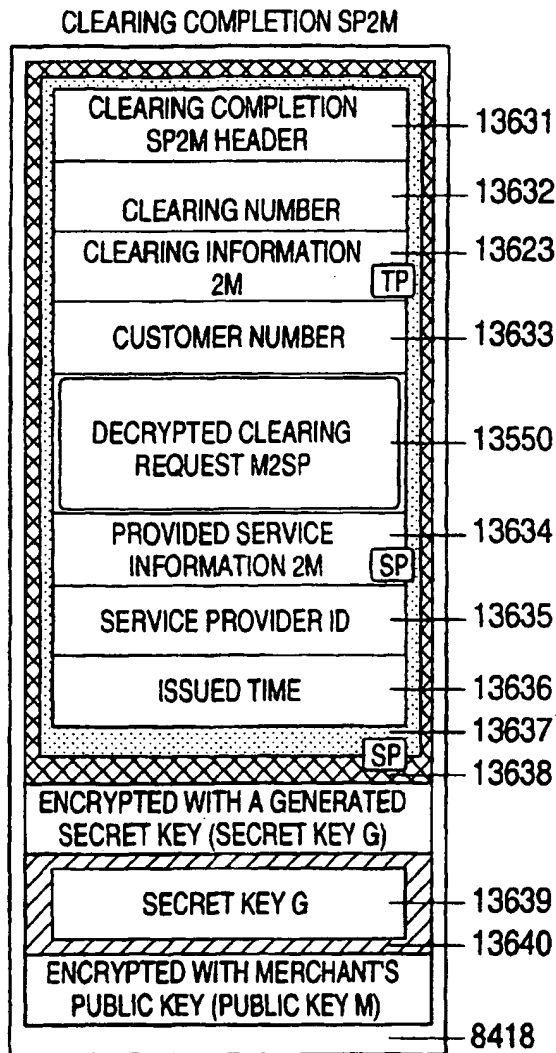 CLEARING COMPLETION SP2M
CLEARING COMPLETION
SP2M HEADER
13631
CLEARING NUMBER
13632
CLEARING INFORMATION
2M
TP
13623
CUSTOMER NUMBER
13633
DECRYPTED CLEARING
REQUEST M2SP
13550
PROVIDED SERVICE
INFORMATION 2M
SP
13634
SERVICE PROVIDER ID
13635
ISSUED TIME
13636
13637
SP
13638
ENCRYPTED WITH A GENERATED
SECRET KEY (SECRET KEY G)
SECRET KEY G
13639
13640
ENCRYPTED WITH MERCHANT'S
PUBLIC KEY (PUBLIC KEY M)
8418